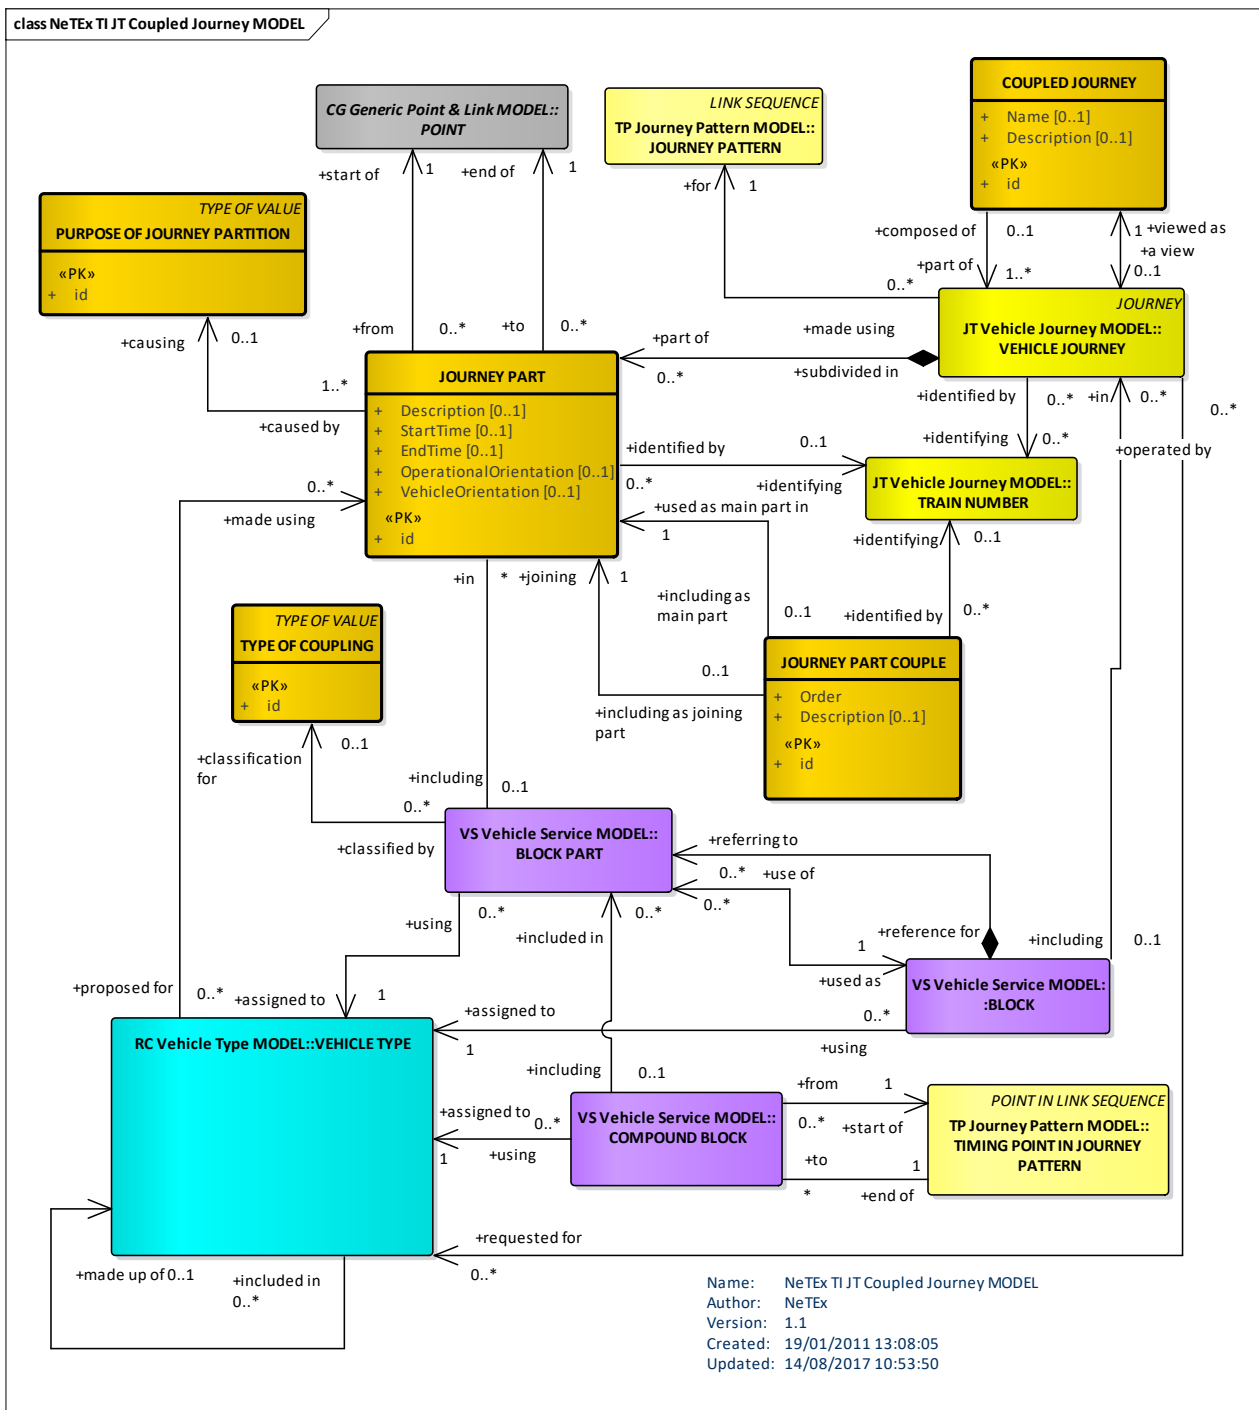 class NeTEx TI JT Coupled Journey MODEL
CG Generic Point & Link MODEL::
POINT
LINK SEQUENCE
TP Journey Pattern MODEL::
JOURNEY PATTERN
COUPLED JOURNEY
+ Name [0..1]
+ Description [0..1]
«PK»
+ id
+start of
1
+end of
1
+for
1
TYPE OF VALUE
PURPOSE OF JOURNEY PARTITION
«PK»
+ id
+composed of
0..1
1
+viewed as
+a view
+part of
1..*
0..1
0..*
JOURNEY
JT Vehicle Journey MODEL::
VEHICLE JOURNEY
+from
0..*
+to
0..*
+causing
0..1
+part of
0..*
+made using
+subdivided in
JOURNEY PART
+ Description [0..1]
+ StartTime [0..1]
+ EndTime [0..1]
+ OperationalOrientation [0..1]
+ VehicleOrientation [0..1]
«PK»
+ id
1..*
+caused by
+identified by
0..*
+in
0..*
0..*
+identified by
0..1
+identifying
0..*
+operated by
0..*
+identifying
JT Vehicle Journey MODEL::
TRAIN NUMBER
0..*
+made using
+used as main part in
1
+identifying
0..1
+in
*
+joining
1
+including as
main part
0..1
+identified by
0..*
TYPE OF VALUE
TYPE OF COUPLING
«PK»
+ id
JOURNEY PART COUPLE
+ Order
+ Description [0..1]
«PK»
+ id
0..1
+including as joining
part
+classification
for
0..1
+including
0..1
0..*
+classified by
VS Vehicle Service MODEL::
BLOCK PART
+referring to
0..*
+use of
0..*
+using
0..*
+included in
0..*
+reference for
+including
0..1
1
+used as
VS Vehicle Service MODEL:
:BLOCK
+proposed for
0..*
+assigned to
1
+assigned to
1
0..*
+using
RC Vehicle Type MODEL::VEHICLE TYPE
+including
0..1
+assigned to
1
0..*
+using
VS Vehicle Service MODEL::
COMPOUND BLOCK
+from
0..*
1
+start of
+to
*
1
+end of
POINT IN LINK SEQUENCE
TP Journey Pattern MODEL::
TIMING POINT IN JOURNEY
PATTERN
+requested for
0..*
+made up of 0..1
+included in
0..*
Name: NeTEx TI JT Coupled Journey MODEL
Author: NeTEx
Version: 1.1
Created: 19/01/2011 13:08:05
Updated: 14/08/2017 10:53:50